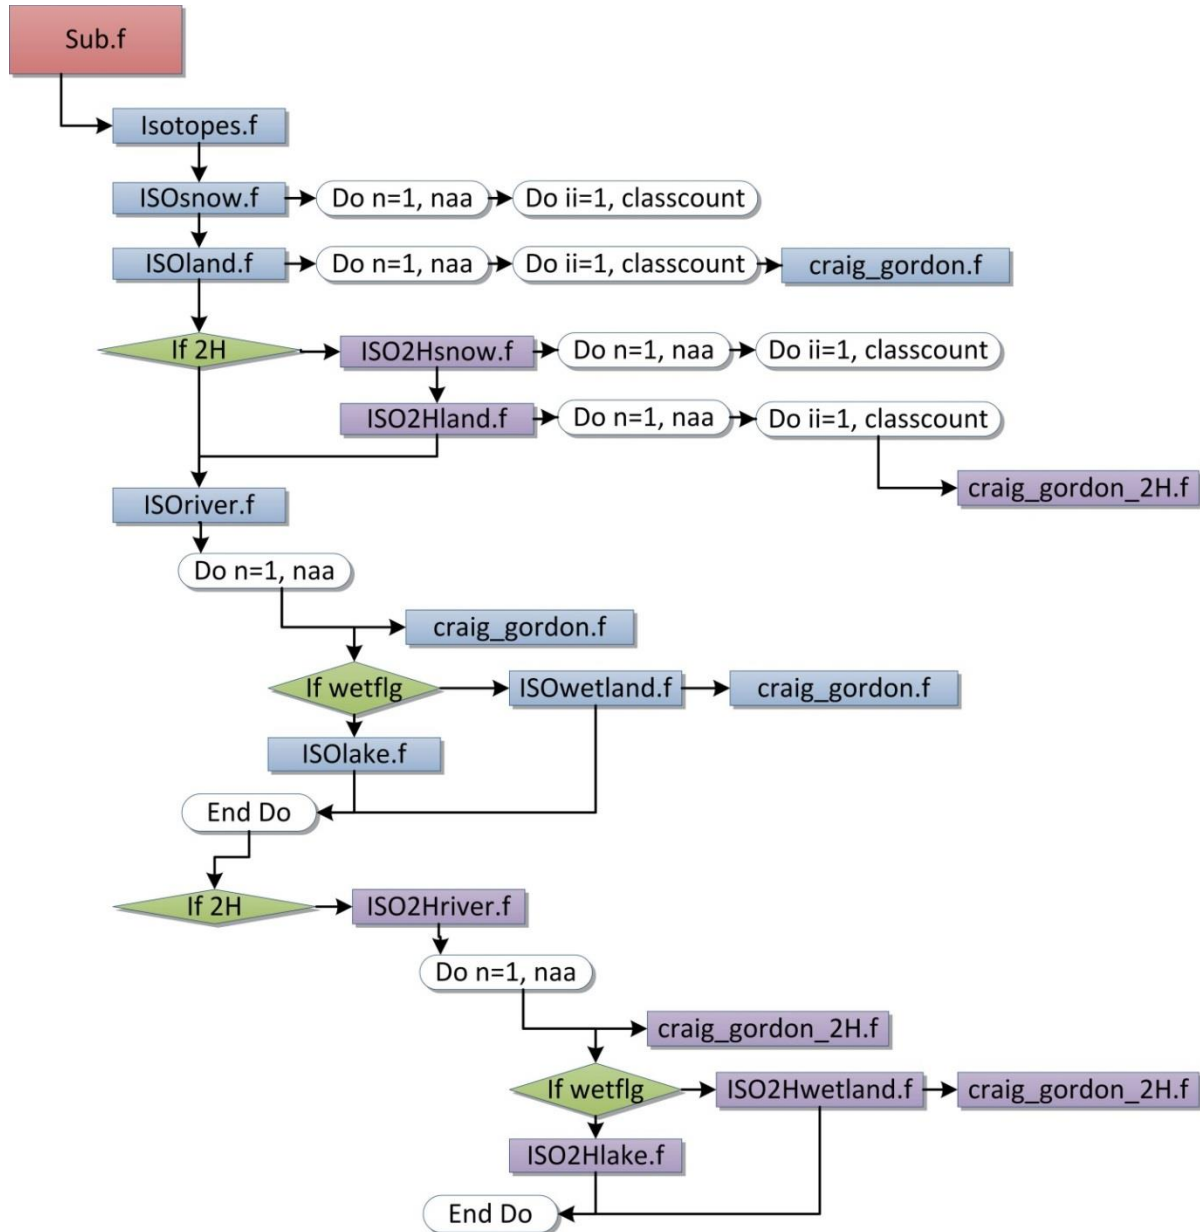 Sub.f
Isotopes.f
ISOsnow.f
Do n=1, naa
Do ii=1, classcount
ISOland.f
Do n=1, naa
Do ii=1, classcount
craig_gordon.f
If 2H
ISO2Hsnow.f
Do n=1, naa
Do ii=1, classcount
ISO2Hland.f
Do n=1, naa
Do ii=1, classcount
craig_gordon_2H.f
ISOriver.f
Do n=1, naa
craig_gordon.f
If wetflg
ISOwetland.f
craig_gordon.f
ISOlake.f
End Do
If 2H
ISO2Hriver.f
Do n=1, naa
craig_gordon_2H.f
If wetflg
ISO2Hwetland.f
craig_gordon_2H.f
ISO2Hlake.f
End Do